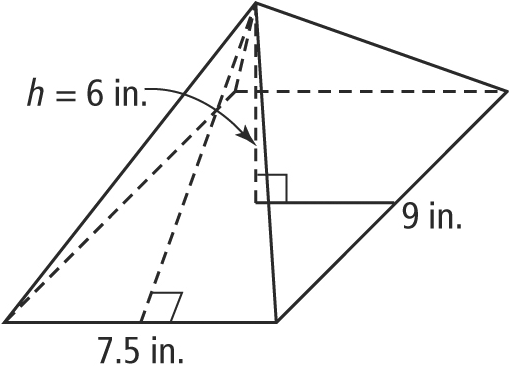 h = 6 in.
9 in.
7.5 in.